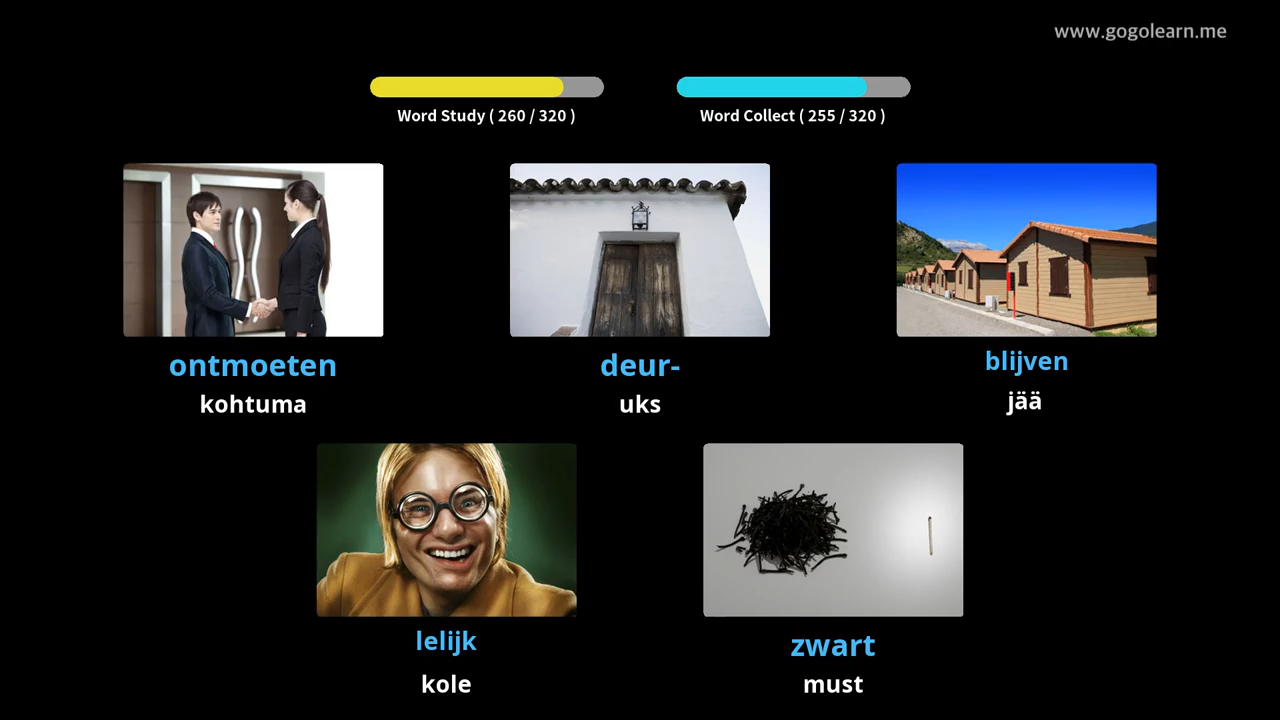 www.gogolearn.me
Word Study ( 260 / 320 )
Word Collect ( 255 / 320 )
ontmoeten
kohtuma
deur-
uks
blijven
jää
lelijk
kole
zwart
must